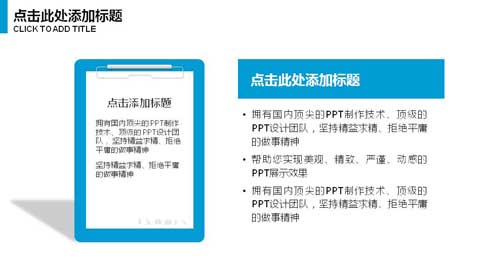 点击此处添加标题
CLICK TO ADD TITLE
点击添加标题
拥有国内顶尖的PPT制作
技术、顶级的PPT设计团
队，坚持精益求精、拒绝
平庸的做事精神
坚持精益求精、拒绝平庸
的做事精神
点击此处添加标题
• 拥有国内顶尖的PPT制作技术、顶级的
PPT设计团队，坚持精益求精、拒绝平庸
的做事精神
• 帮助您实现美观、精致、严谨、动感的
PPT展示效果
• 拥有国内顶尖的PPT制作技术、顶级的
PPT设计团队，坚持精益求精、拒绝平庸
的做事精神